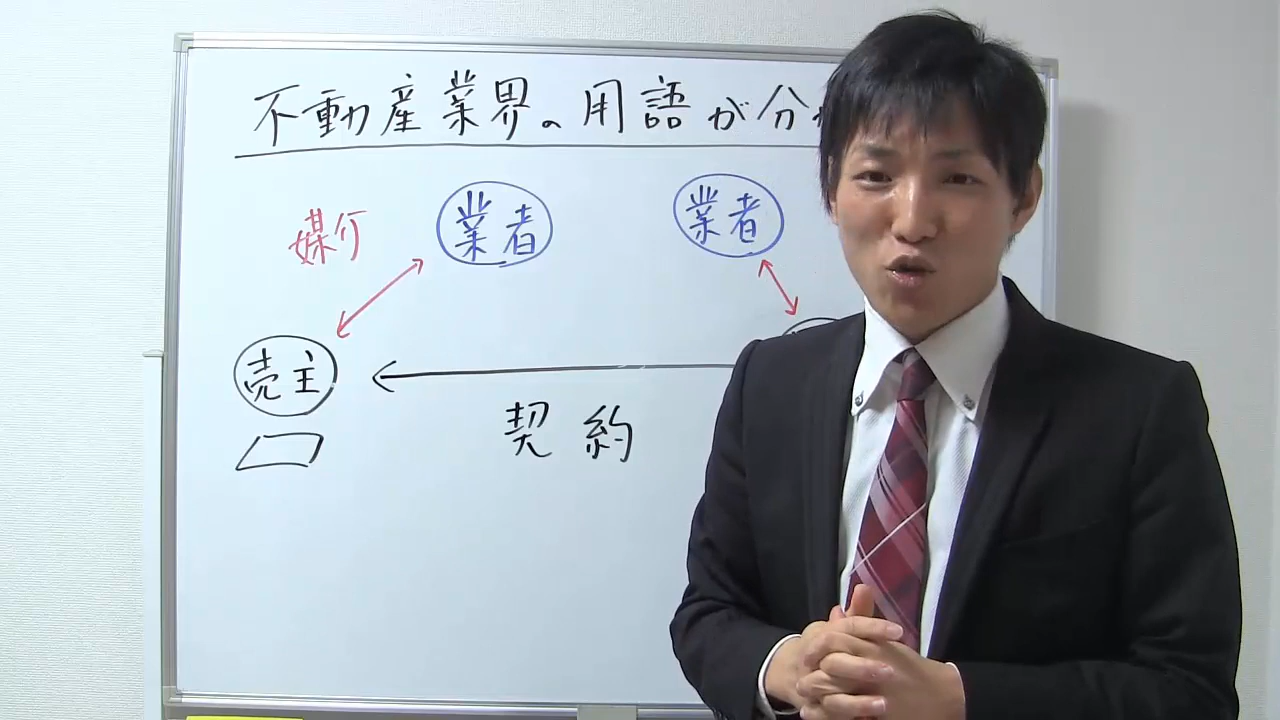 不動産業界の用語が分
媒介
業者
業者
売主
契約